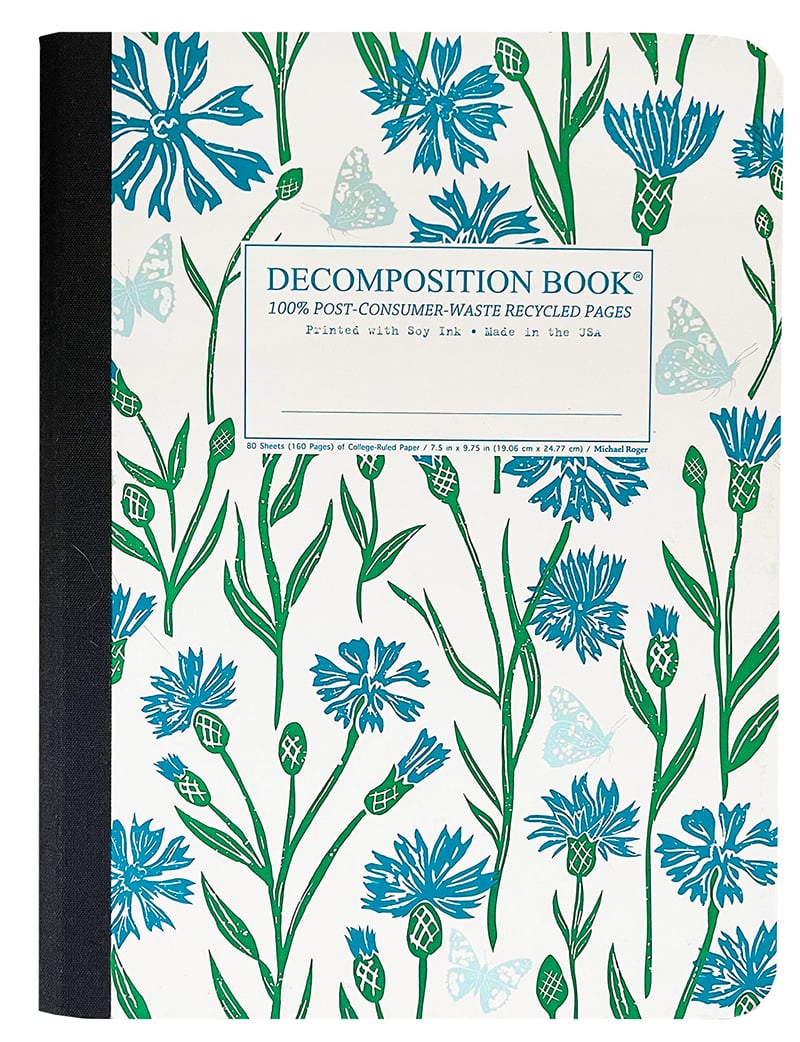 DECOMPOSITION BOOK®
100% POST-CONSUMER-WASTE RECYCLED PAGES
Printed with Soy Ink • Made in the USA
80 Sheets (160 Pages) of College-Ruled Paper / 7.5 in x 9.75 in (19.06 cm x 24.77 cm) / Michael Roger